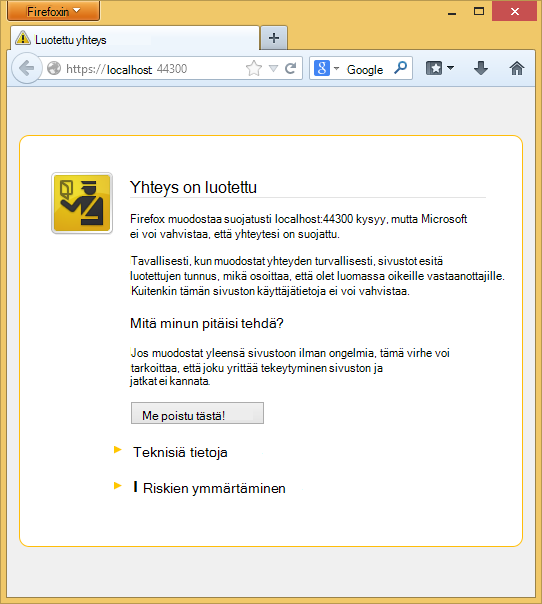 Firefoxin
Luotettu yhteys
https://localhost 44300
Google
Yhteys on luotettu
Firefox muodostaa suojatusti localhost:44300 kysyy, mutta Microsoft
ei voi vahvistaa, että yhteytesi on suojattu.
Tavallisesti, kun muodostat yhteyden turvallisesti, sivustot esitä
luotettujen tunnus, mikä osoittaa, että olet luomassa oikeille vastaanottajille.
Kuitenkin tämän sivuston käyttäjätietoja ei voi vahvistaa.
Mitä minun pitäisi tehdä?
Jos muodostat yleensä sivustoon ilman ongelmia, tämä virhe voi
tarkoittaa, että joku yrittää tekeytyminen sivuston ja
jatkat ei kannata.
Me poistu tästä!
Teknisiä tietoja
I Riskien ymmärtäminen